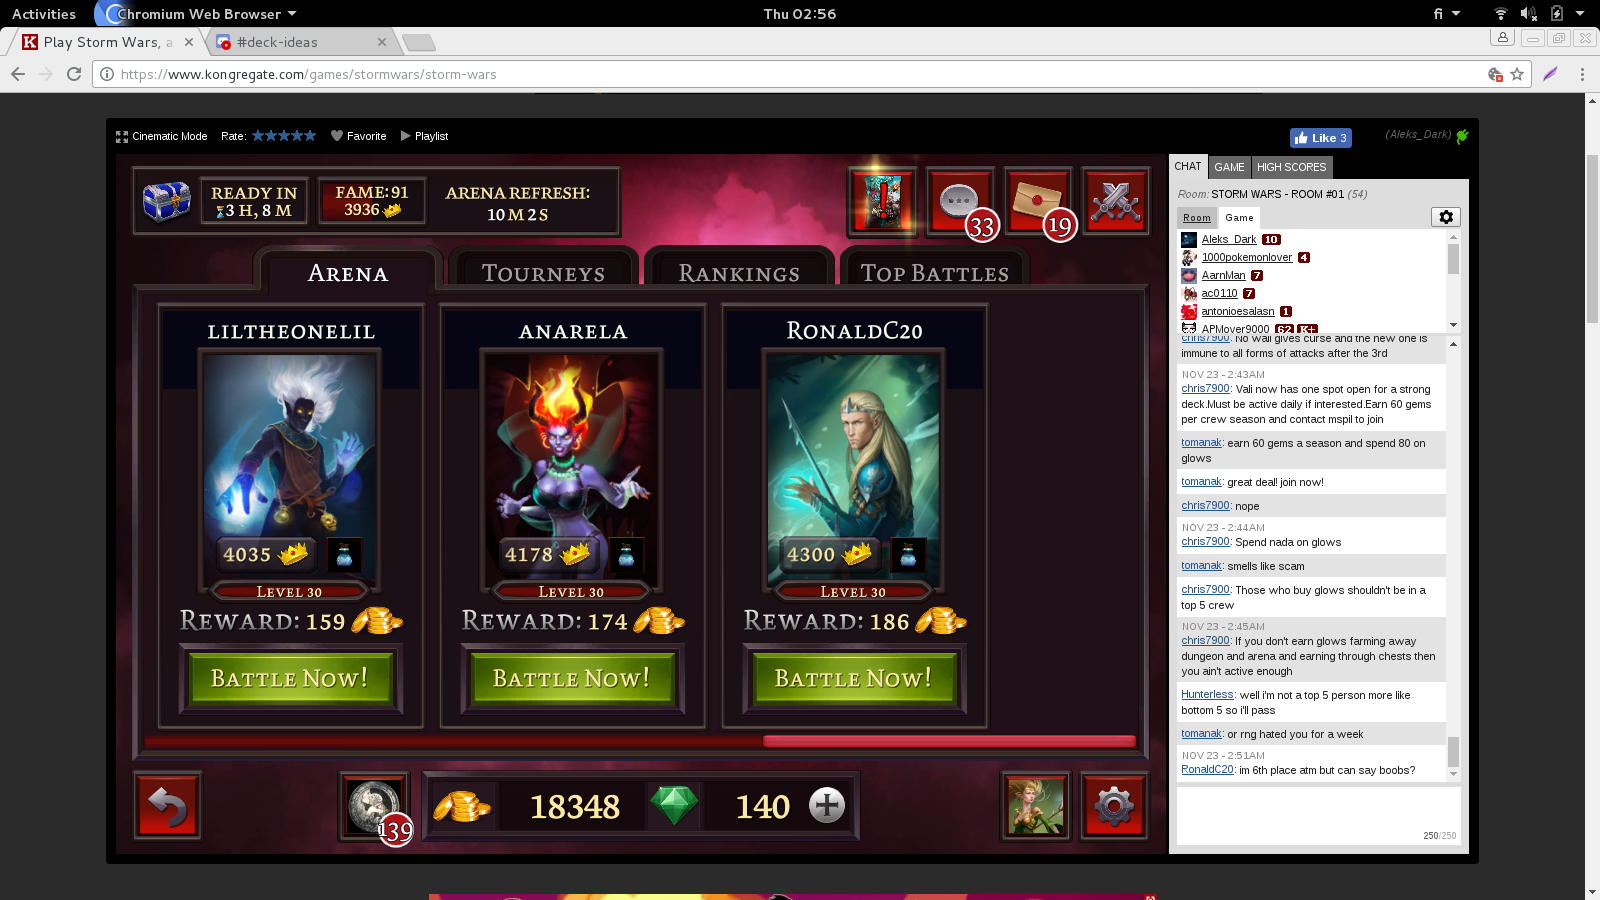 Activities
Chromium Web Browser
Thu 02:56
fi
Play Storm Wars, a
#deck-ideas
https://www.kongregate.com/games/stormwars/storm-wars
Cinematic Mode
Rate:
Favorite
Playlist
Like 3
(Aleks_Dark)
READY IN
3 H, 8 M
FAME: 91
3936
ARENA REFRESH:
10 M 2 S
33
19
ARENA
TOURNEYS
RANKINGS
TOP BATTLES
LILTHEONELIL
4035
LEVEL 30
REWARD: 159
BATTLE NOW!
ANARELA
4178
LEVEL 30
REWARD: 174
BATTLE NOW!
RONALDC20
4300
LEVEL 30
REWARD: 186
BATTLE NOW!
139
18348
140
CHAT
GAME
HIGH SCORES
Room: STORM WARS - ROOM #01 (54)
Room
Game
Aleks_Dark 10
1000pokemonlover 4
AarnMan 7
ac0110 7
antonioesalasn 1
APMover9000 62 K+
chris7900: No wall gives curse and the new one is
immune to all forms of attacks after the 3rd
NOV 23 - 2:43AM
chris7900: Vali now has one spot open for a strong
deck.Must be active daily if interested.Earn 60 gems
per crew season and contact mspil to join
tomanak: earn 60 gems a season and spend 80 on
glows
tomanak: great deal! join now!
chris7900: nope
NOV 23 - 2:44AM
chris7900: Spend nada on glows
tomanak: smells like scam
chris7900: Those who buy glows shouldn't be in a
top 5 crew
NOV 23 - 2:45AM
chris7900: If you don't earn glows farming away
dungeon and arena and earning through chests then
you ain't active enough
Hunterless: well i'm not a top 5 person more like
bottom 5 so i'll pass
tomanak: or rng hated you for a week
NOV 23 - 2:51AM
RonaldC20: im 6th place atm but can say boobs?
250/250